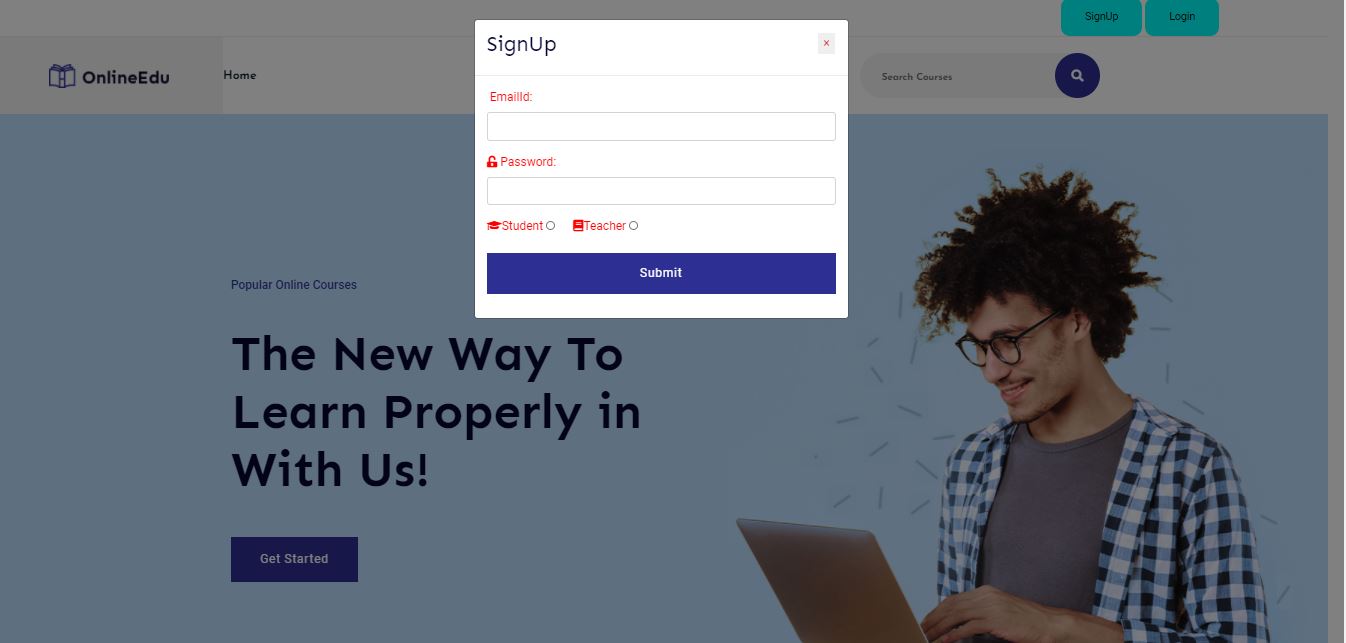 SignUp
Login
OnlineEdu
Home
Search Courses
SignUp
×
EmailId:
Password:
Student
Teacher
Submit
Popular Online Courses
The New Way To
Learn Properly in
With Us!
Get Started